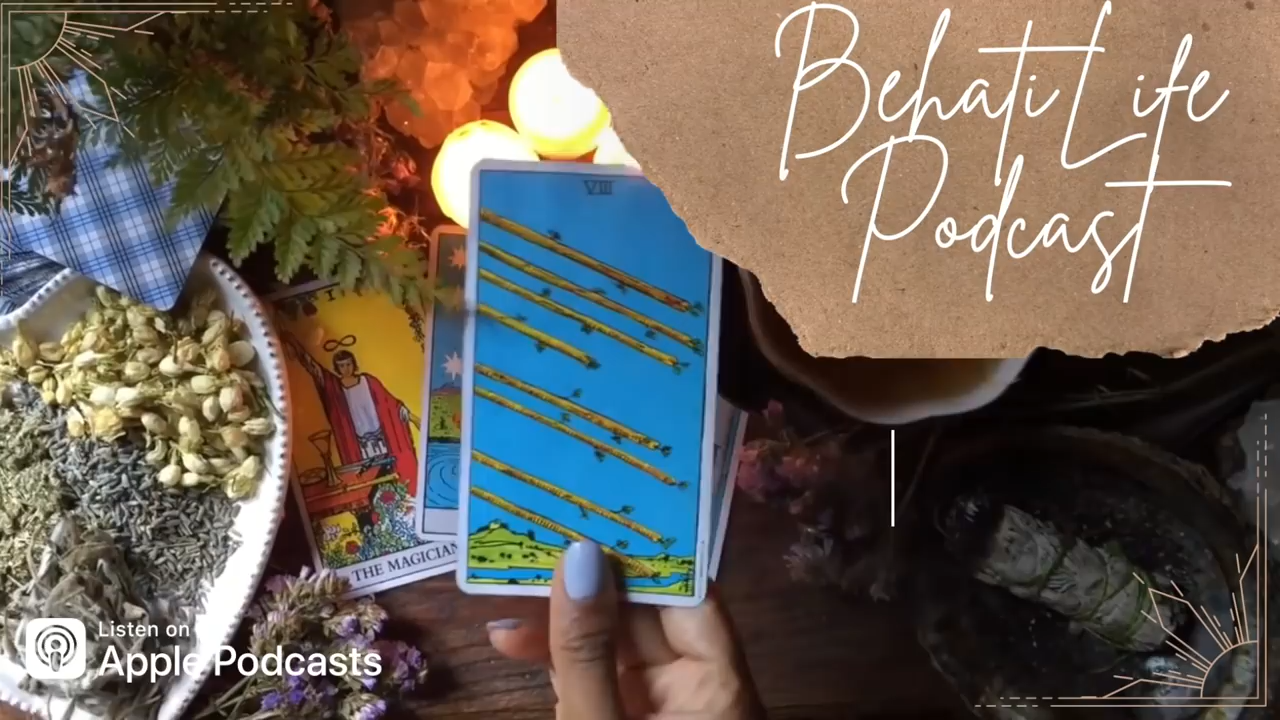 Behati Life
Podcast
VIII
I
THE MAGICIAN
Listen on
Apple Podcasts